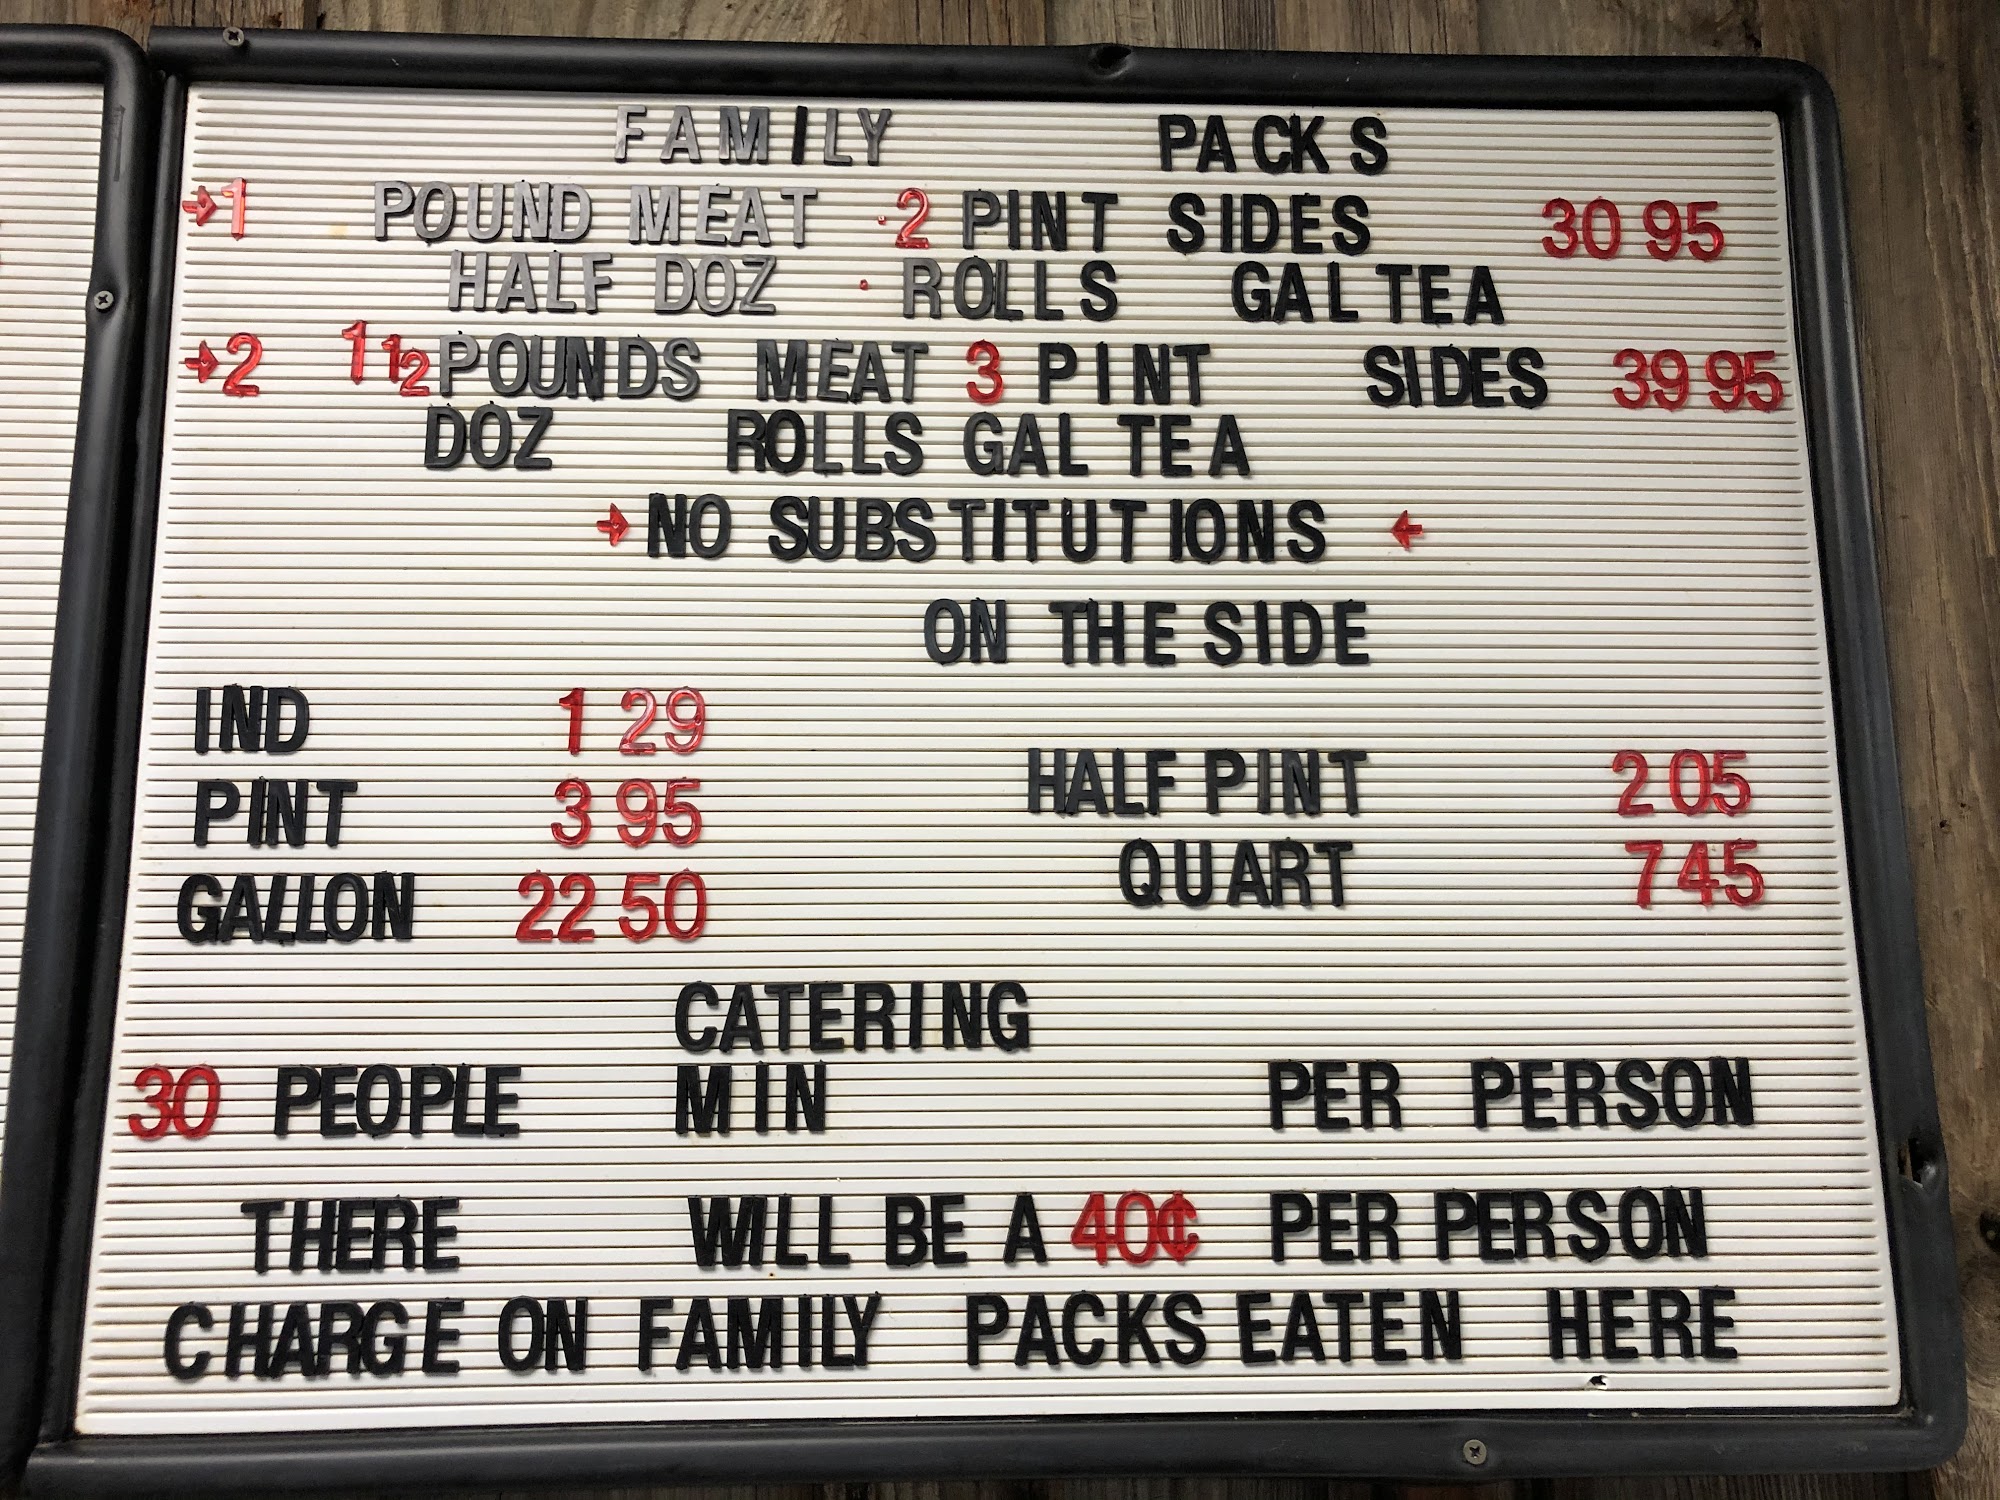 FAMILY PACKS
→1 POUND MEAT 2 PINT SIDES 30 95
HALF DOZ ROLLS GAL TEA
→2 1 1 2 POUNDS MEAT 3 PINT SIDES 39 95
DOZ ROLLS GAL TEA
→ NO SUBSTITUTIONS ←
ON THE SIDE
IND 1 29
HALF PINT 2 05
PINT 3 95
QUART 7 45
GALLON 22 50
CATERING
30 PEOPLE MIN PER PERSON
THERE WILL BE A 40¢ PER PERSON
CHARGE ON FAMILY PACKS EATEN HERE